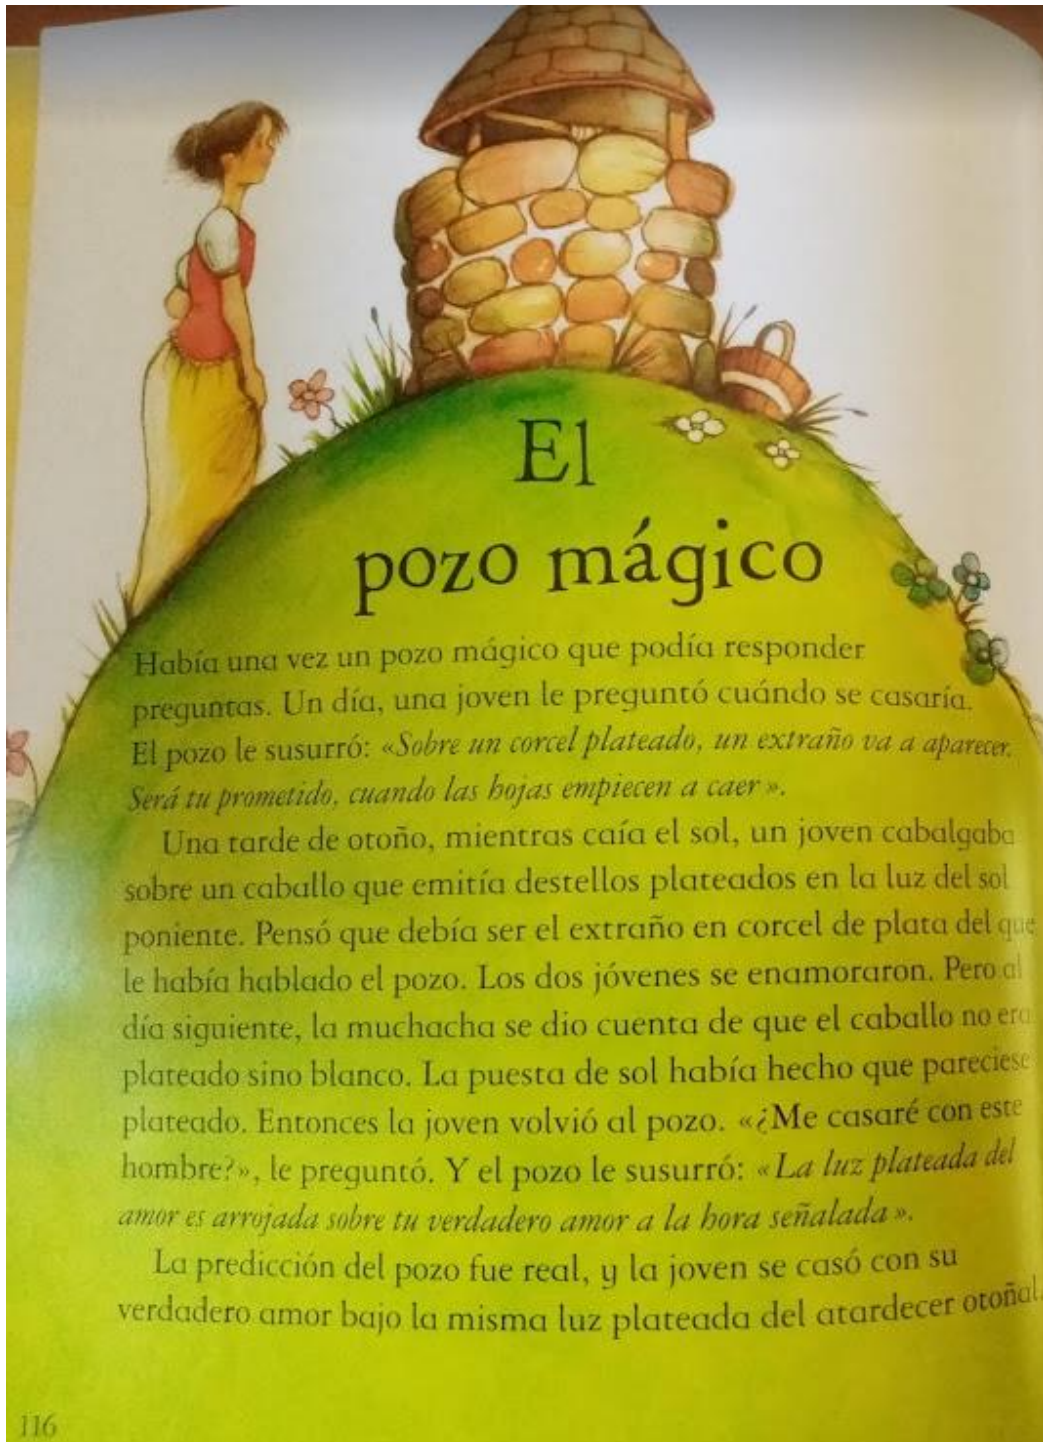 El
pozo mágico
Había una vez un pozo mágico que podía responder
preguntas. Un día, una joven le preguntó cuándo se casaría.
El pozo le susurró: «Sobre un corcel plateado, un extraño va a aparecer.
Será tu prometido, cuando las hojas empiecen a caer».
Una tarde de otoño, mientras caía el sol, un joven cabalgaba
sobre un caballo que emitía destellos plateados en la luz del sol
poniente. Pensó que debía ser el extraño en corcel de plata del que
le había hablado el pozo. Los dos jóvenes se enamoraron. Pero al
día siguiente, la muchacha se dio cuenta de que el caballo no era
plateado sino blanco. La puesta de sol había hecho que pareciese
plateado. Entonces la joven volvió al pozo. «¿Me casaré con este
hombre?», le preguntó. Y el pozo le susurró: «La luz plateada del
amor es arrojada sobre tu verdadero amor a la hora señalada».
La predicción del pozo fue real, y la joven se casó con su
verdadero amor bajo la misma luz plateada del atardecer otoñal.
116